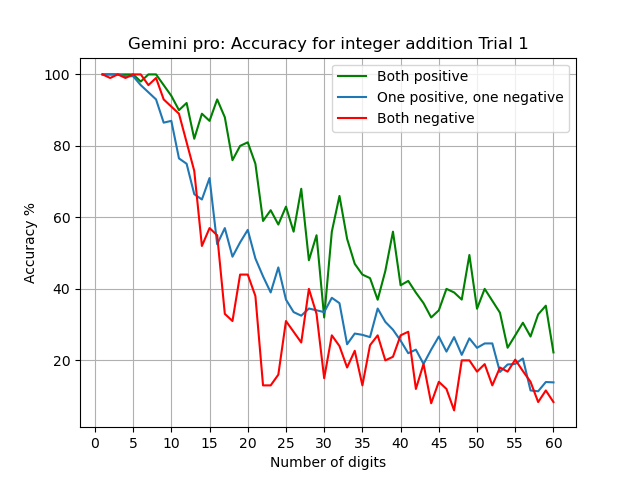 Gemini pro: Accuracy for integer addition Trial 1
Both positive
One positive, one negative
Both negative
Accuracy %
100
80
60
40
20
0 5 10 15 20 25 30 35 40 45 50 55 60
Number of digits